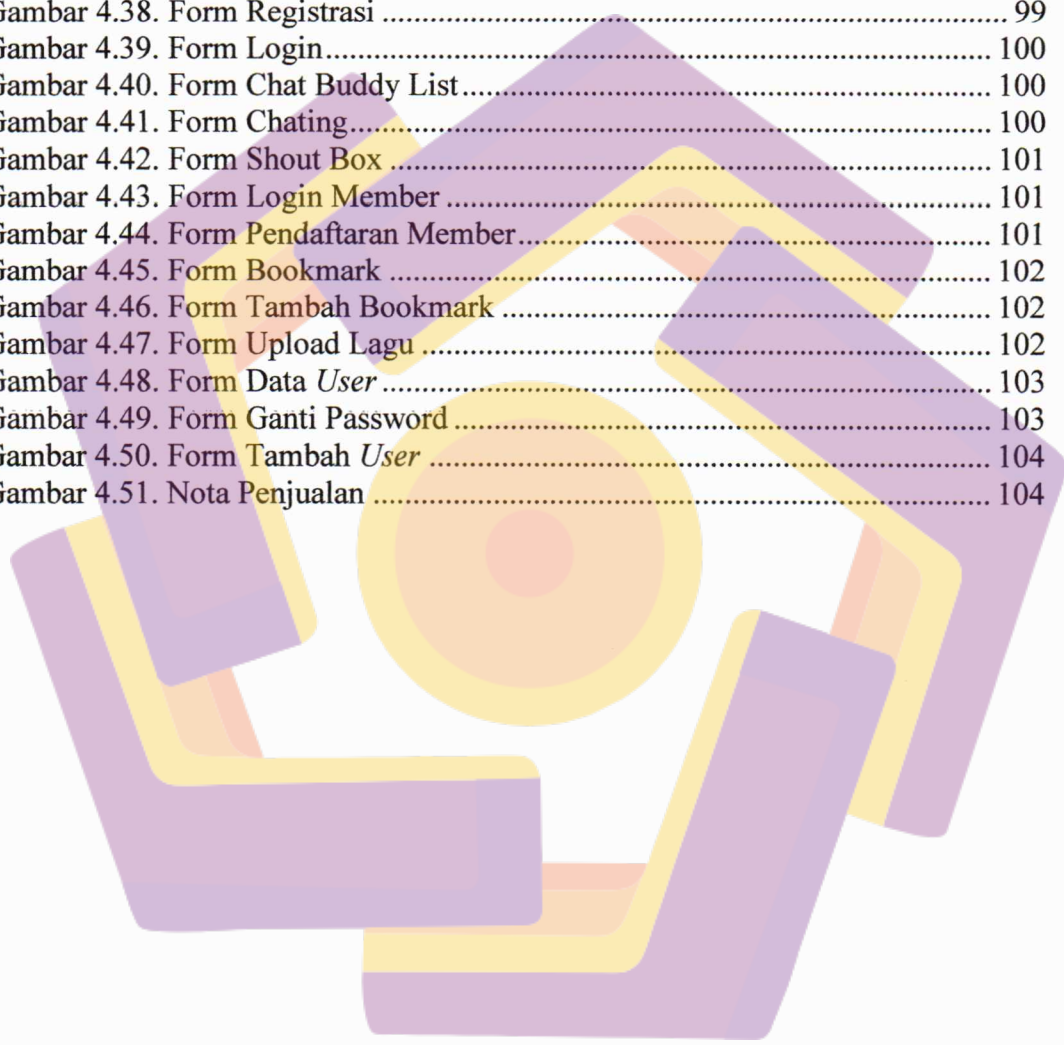 Gambar 4.38. Form Registrasi ........................................................................ 99
Gambar 4.39. Form Login............................................................................. 100
Gambar 4.40. Form Chat Buddy List............................................................. 100
Gambar 4.41. Form Chating.......................................................................... 100
Gambar 4.42. Form Shout Box ..................................................................... 101
Gambar 4.43. Form Login Member .............................................................. 101
Gambar 4.44. Form Pendaftaran Member..................................................... 101
Gambar 4.45. Form Bookmark ..................................................................... 102
Gambar 4.46. Form Tambah Bookmark ....................................................... 102
Gambar 4.47. Form Upload Lagu ................................................................. 102
Gambar 4.48. Form Data User ...................................................................... 103
Gambar 4.49. Form Ganti Password ............................................................. 103
Gambar 4.50. Form Tambah User ................................................................ 104
Gambar 4.51. Nota Penjualan ....................................................................... 104